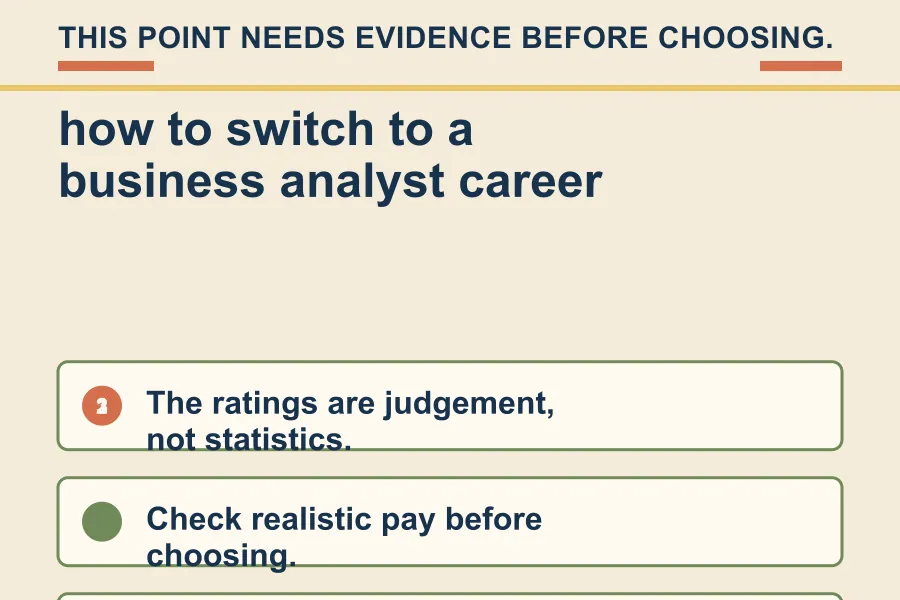 THIS POINT NEEDS EVIDENCE BEFORE CHOOSING.
how to switch to a
business analyst career
The ratings are judgement,
not statistics.
Check realistic pay before
choosing.